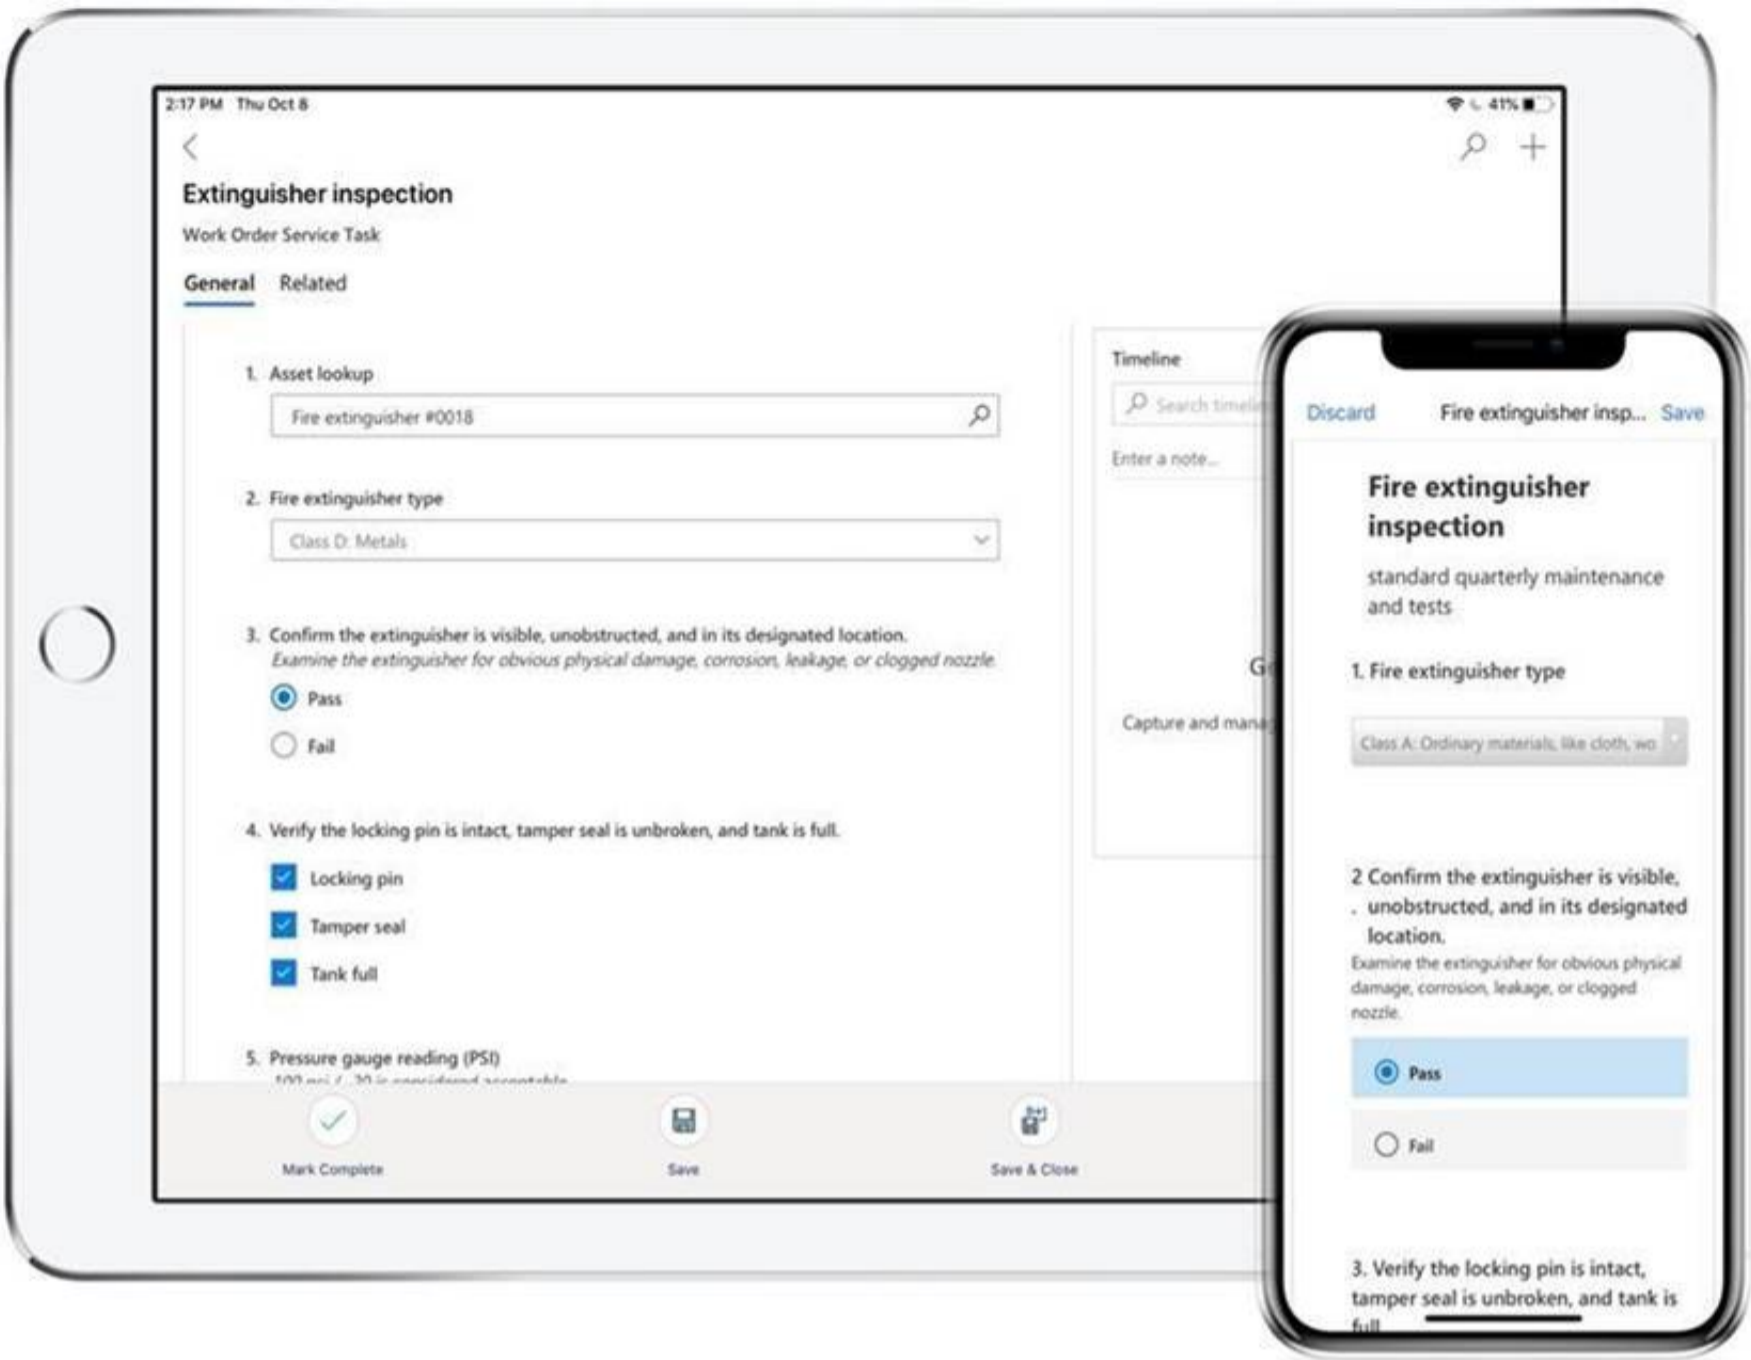 2:17 PM Thu Oct 8
41%
Extinguisher inspection
Work Order Service Task
General Related
1. Asset lookup
Fire extinguisher #0018
2. Fire extinguisher type
Class D: Metals
3. Confirm the extinguisher is visible, unobstructed, and in its designated location.
Examine the extinguisher for obvious physical damage, corrosion, leakage, or clogged nozzle.
Pass
Fail
4. Verify the locking pin is intact, tamper seal is unbroken, and tank is full.
Locking pin
Tamper seal
Tank full
5. Pressure gauge reading (PSI)
Mark Complete
Save
Save & Close
Timeline
Search
Enter a note...
Capture and
Discard
Fire extinguisher insp...
Save
Fire extinguisher
inspection
standard quarterly maintenance
and tests
1. Fire extinguisher type
Class A: Ordinary materials, like cloth, wo
2 Confirm the extinguisher is visible,
. unobstructed, and in its designated
location.
Examine the extinguisher for obvious physical
damage, corrosion, leakage, or clogged
nozzle.
Pass
Fail
3. Verify the locking pin is intact,
tamper seal is unbroken, and tank is
full